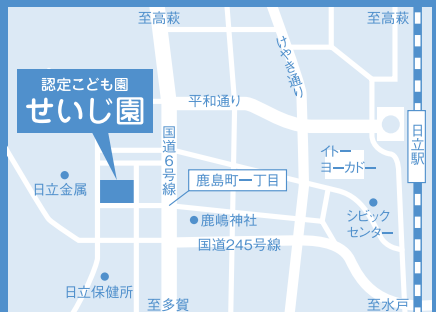 至高萩
至高萩
けやき通り
認定こども園
せいじ園
平和通り
国道6号線
日立駅
イトー
ヨーカドー
鹿島町一丁目
日立金属
鹿嶋神社
シビック
センター
国道245号線
日立保健所
至多賀
至水戸